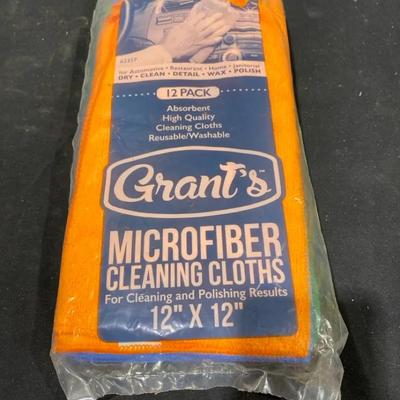 for Automotive • Restaurant • Home • Janitorial
DRY • CLEAN • DETAIL • WAX • POLISH
12 PACK
Absorbent
High Quality
Cleaning Cloths
Reusable/Washable
Grant's™
MICROFIBER
CLEANING CLOTHS
For Cleaning and Polishing Results
12" X 12"